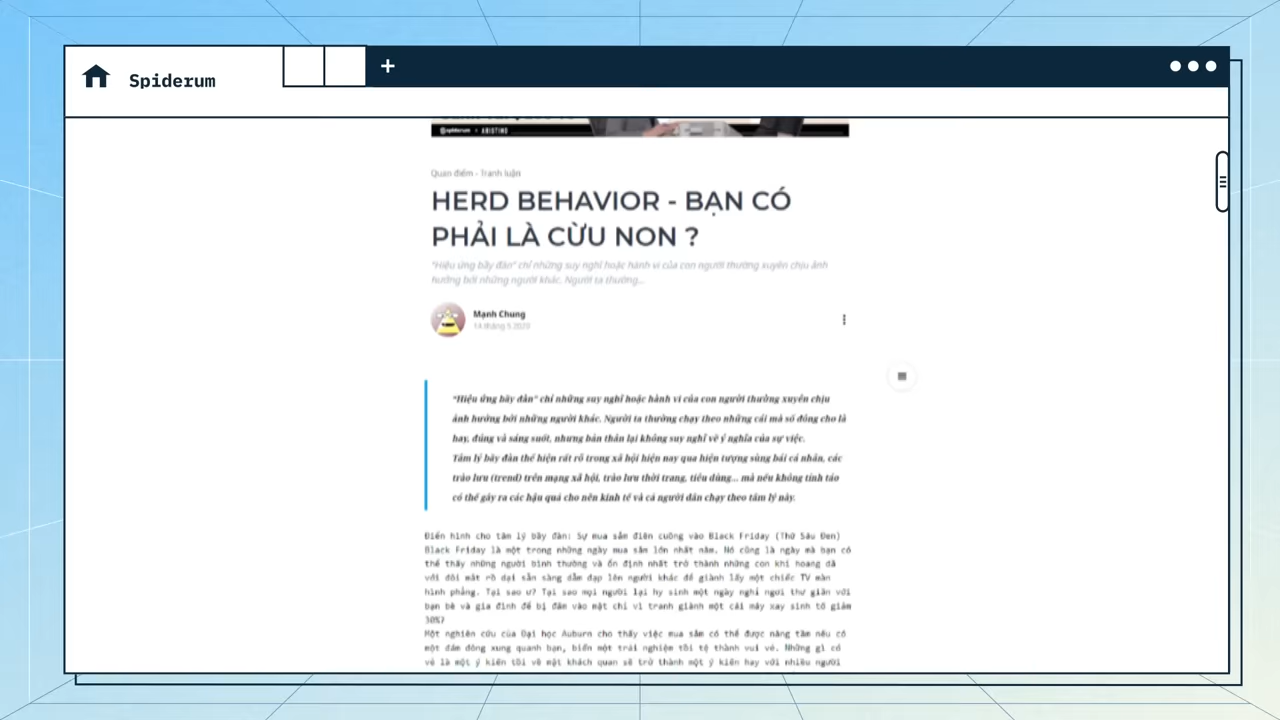 Spiderum
spiderum × ARISTINO
Quan điểm - Tranh luận
HERD BEHAVIOR - BẠN CÓ
PHẢI LÀ CỪU NON ?
"Hiệu ứng bầy đàn" chỉ những suy nghĩ hoặc hành vi của con người thường xuyên chịu ảnh
hưởng bởi những người khác. Người ta thường...
Mạnh Chung
"Hiệu ứng bầy đàn" chỉ những suy nghĩ hoặc hành vi của con người thường xuyên chịu
ảnh hưởng bởi những người khác. Người ta thường chạy theo những cái mà số đông cho là
hay, đúng và sáng suốt, nhưng bản thân lại không suy nghĩ về ý nghĩa của sự việc.
Tâm lý bầy đàn thể hiện rất rõ trong xã hội hiện nay qua hiện tượng sùng bái cá nhân, các
trào lưu (trend) trên mạng xã hội, trào lưu thời trang, tiêu dùng... mà nếu không tỉnh táo
có thể gây ra các hậu quả cho nền kinh tế và cả người dân chạy theo tâm lý này.
Điển hình cho tâm lý bầy đàn: Sự mua sắm điên cuồng vào Black Friday (Thứ Sáu Đen)
Black Friday là một trong những ngày mua sắm lớn nhất năm. Nó cũng là ngày mà bạn có
thể thấy những người bình thường và ổn định nhất trở thành những con khỉ hoang dã
với đôi mắt rồ dại sẵn sàng dẫm đạp lên người khác để giành lấy một chiếc TV màn
hình phẳng. Tại sao ư? Tại sao mọi người lại hy sinh một ngày nghỉ ngơi thư giãn với
bạn bè và gia đình để bị đấm vào mặt chỉ vì tranh giành một cái máy xay sinh tố giảm
30%?
Một nghiên cứu của Đại học Auburn cho thấy việc mua sắm có thể được nâng tầm nếu có
một đám đông xung quanh bạn, biến một trải nghiệm tồi tệ thành vui vẻ. Những gì có
vẻ là một ý kiến tồi về mặt khách quan sẽ trở thành một ý kiến hay với nhiều người